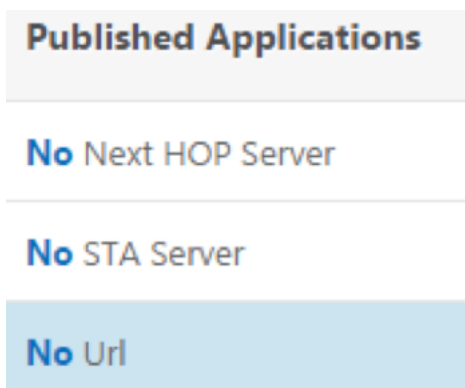 Published Applications
No Next HOP Server
No STA Server
No Url